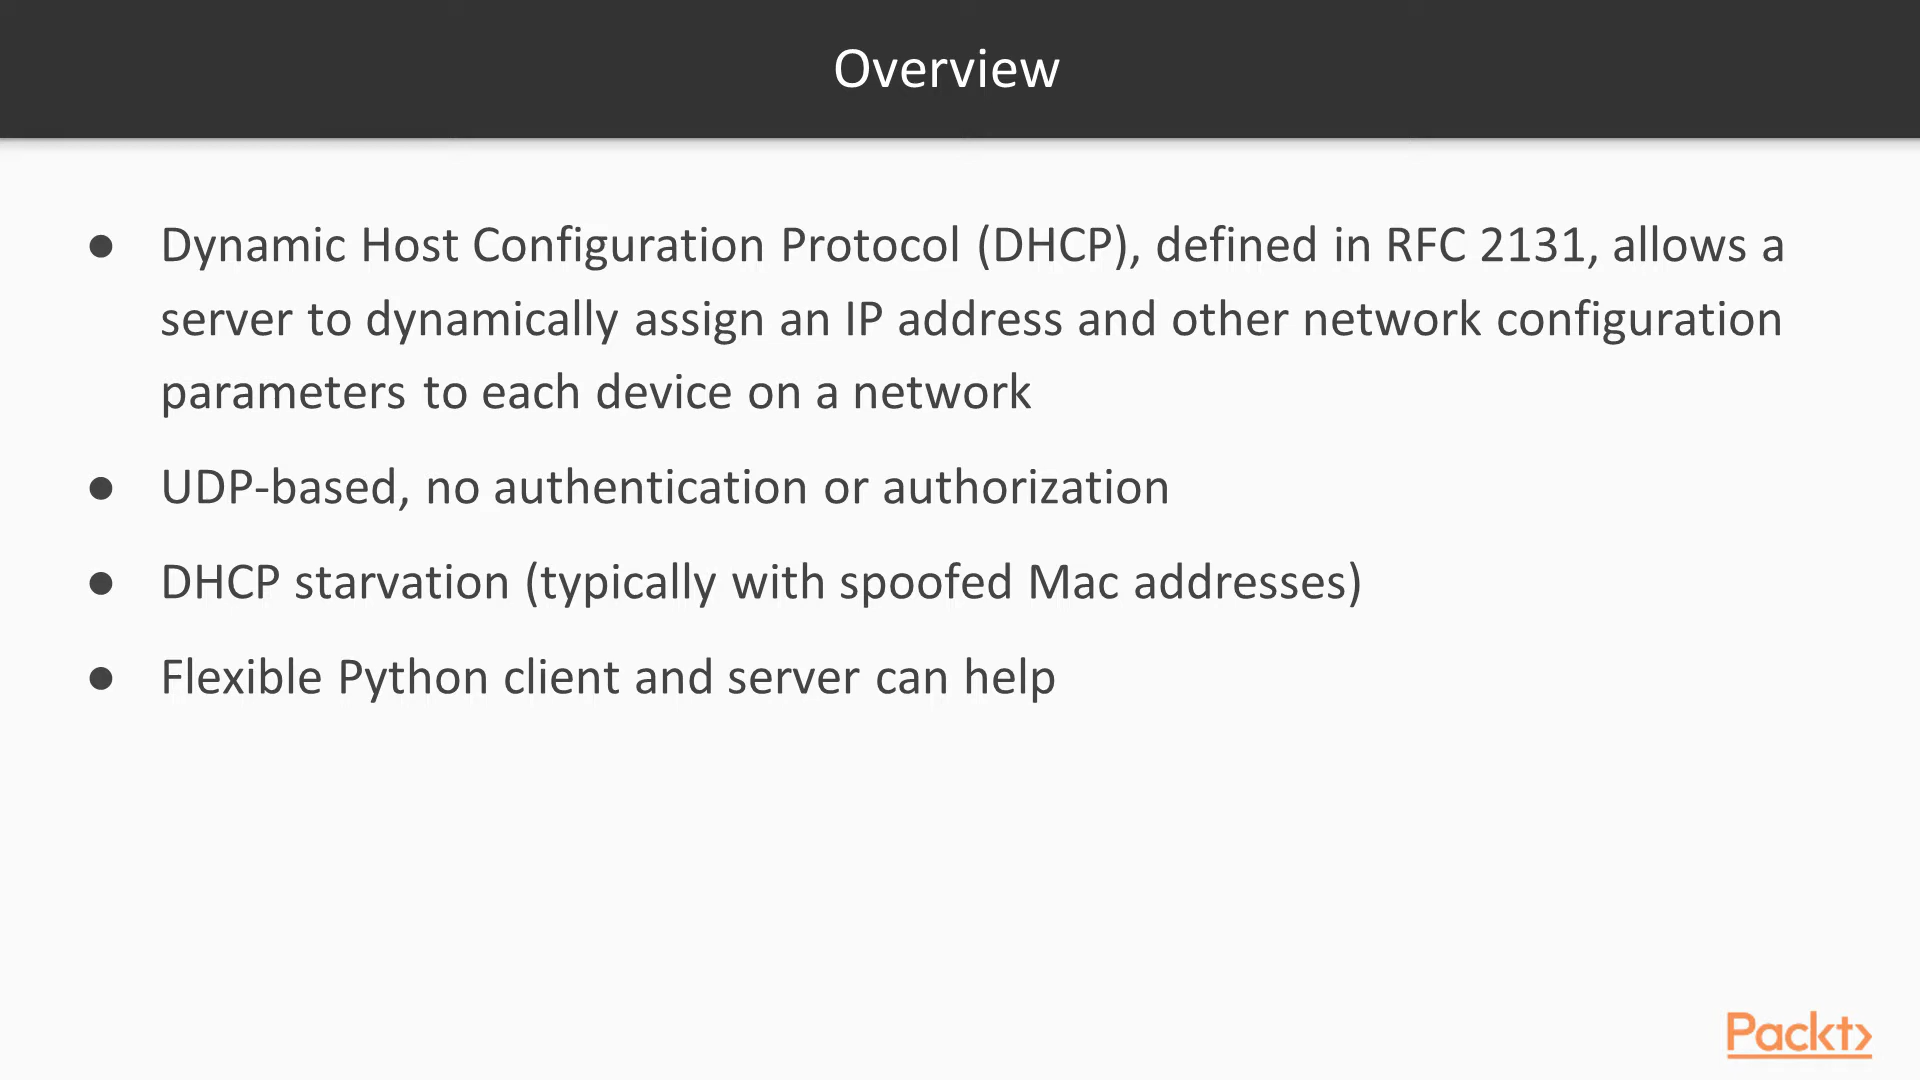 Overview
● Dynamic Host Configuration Protocol (DHCP), defined in RFC 2131, allows a
server to dynamically assign an IP address and other network configuration
parameters to each device on a network
● UDP-based, no authentication or authorization
● DHCP starvation (typically with spoofed Mac addresses)
● Flexible Python client and server can help
Packt>